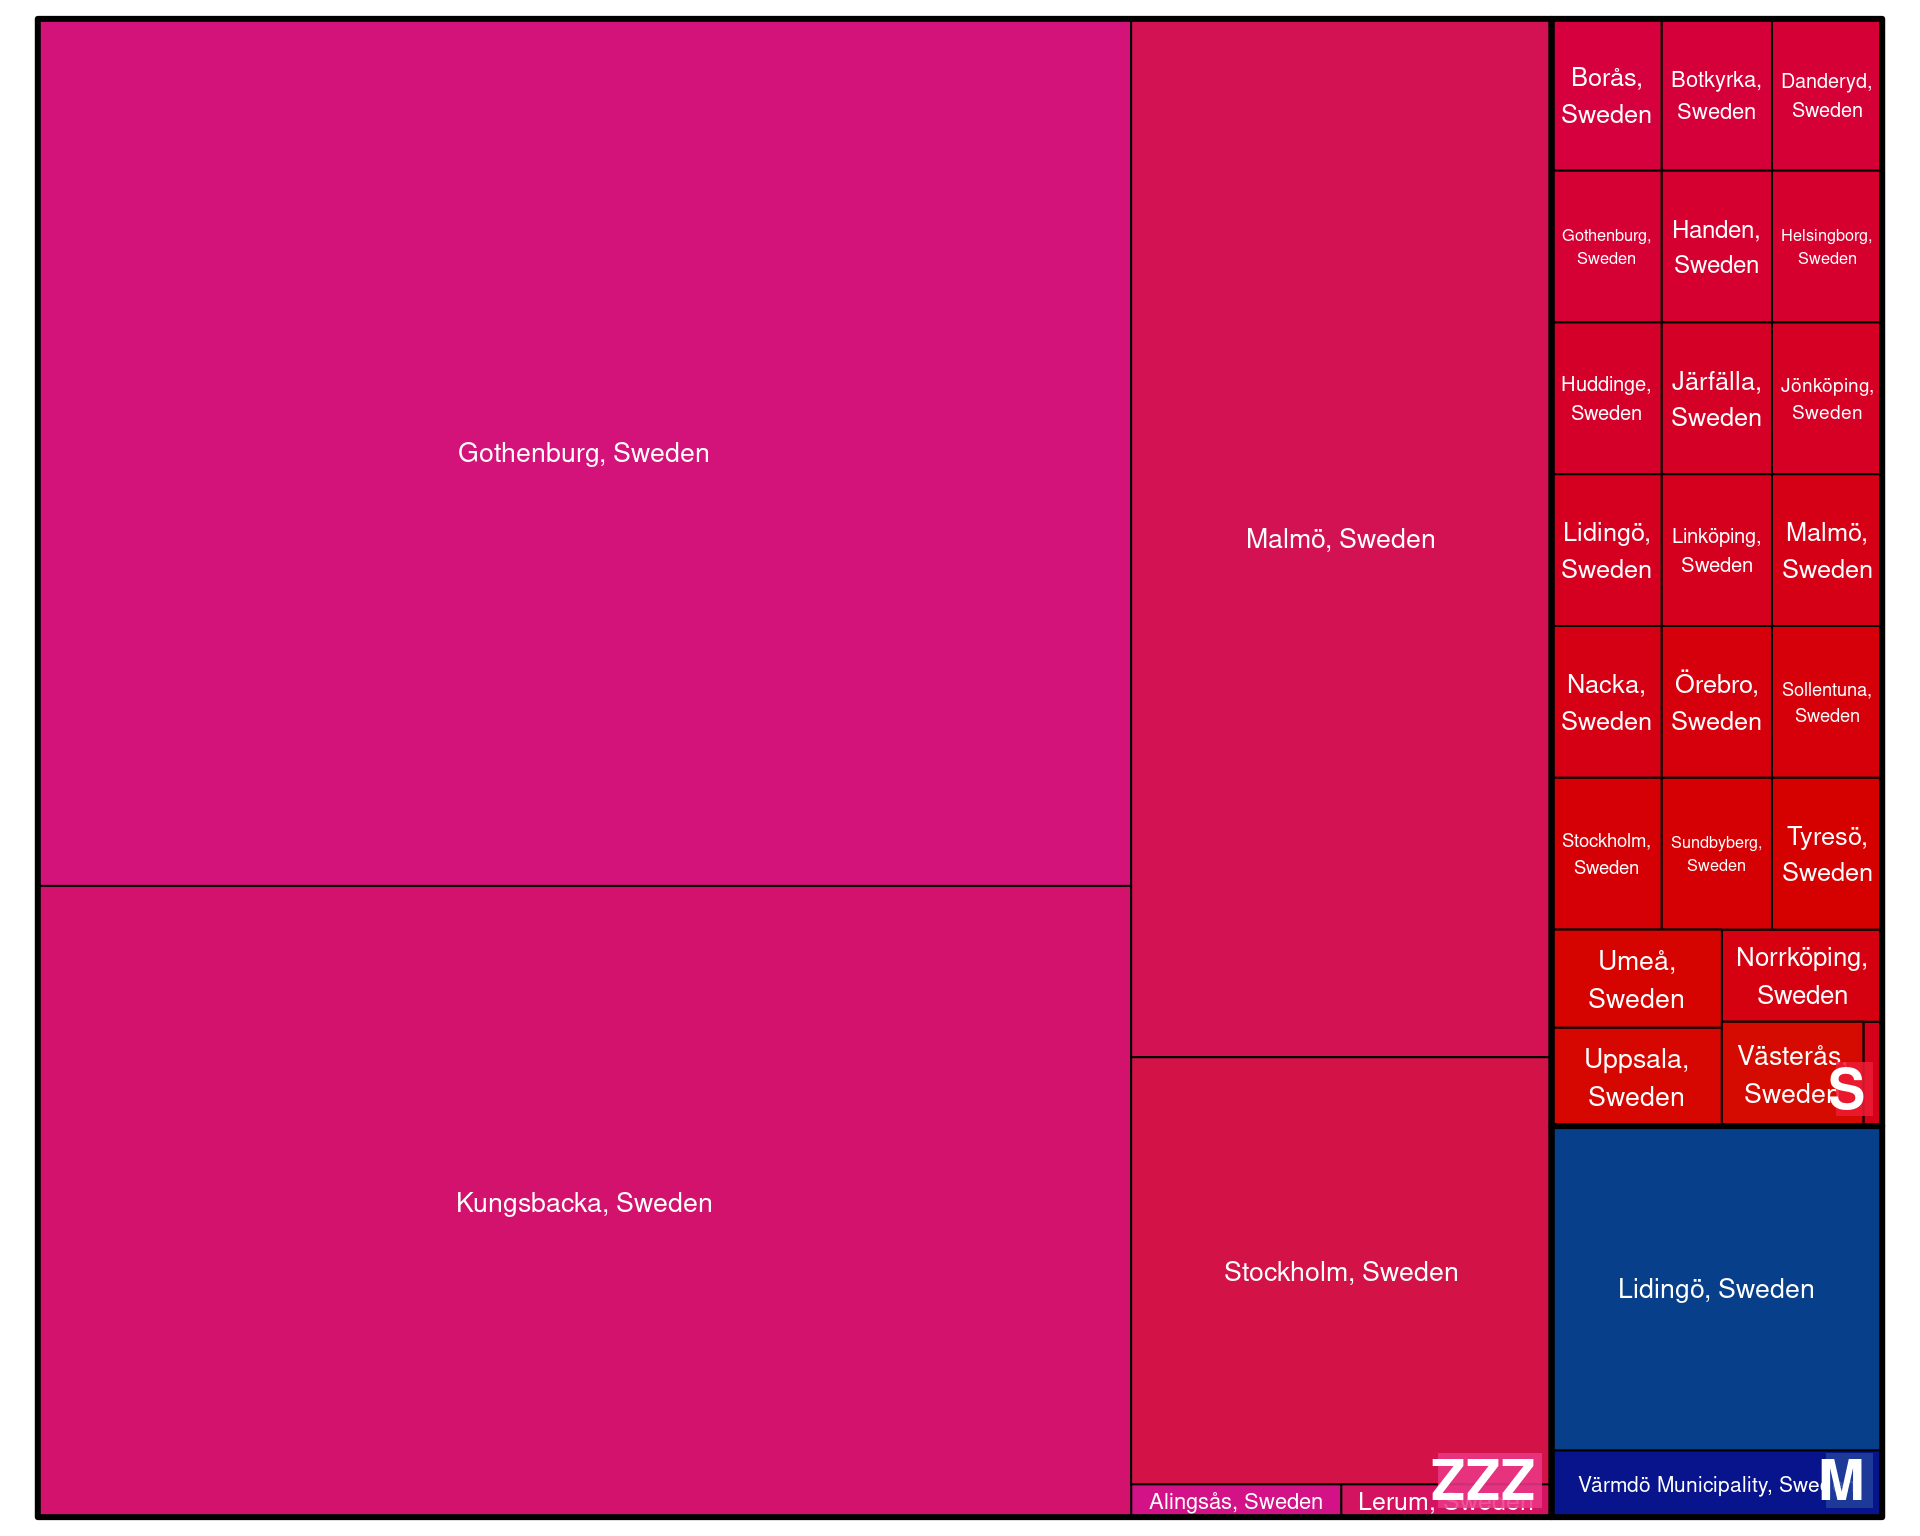 Gothenburg, Sweden
Kungsbacka, Sweden
Malmö, Sweden
Stockholm, Sweden
Alingsås, Sweden
Lerum, Sweden
ZZZ
Borås,
Sweden
Botkyrka,
Sweden
Danderyd,
Sweden
Gothenburg,
Sweden
Handen,
Sweden
Helsingborg,
Sweden
Huddinge,
Sweden
Järfälla,
Sweden
Jönköping,
Sweden
Lidingö,
Sweden
Linköping,
Sweden
Malmö,
Sweden
Nacka,
Sweden
Örebro,
Sweden
Sollentuna,
Sweden
Stockholm,
Sweden
Sundbyberg,
Sweden
Tyresö,
Sweden
Umeå,
Sweden
Norrköping,
Sweden
Uppsala,
Sweden
Västerås,
Sweden
S
Lidingö, Sweden
Värmdö Municipality, Sweden
M